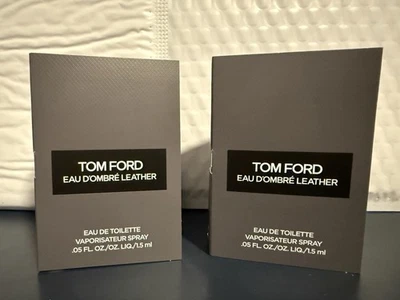 TOM FORD
EAU D'OMBRÉ LEATHER
EAU DE TOILETTE
VAPORISATEUR SPRAY
.05 FL. OZ./OZ. LIQ./1.5 ml
TOM FORD
EAU D'OMBRÉ LEATHER
EAU DE TOILETTE
VAPORISATEUR SPRAY
.05 FL. OZ./OZ. LIQ./1.5 ml